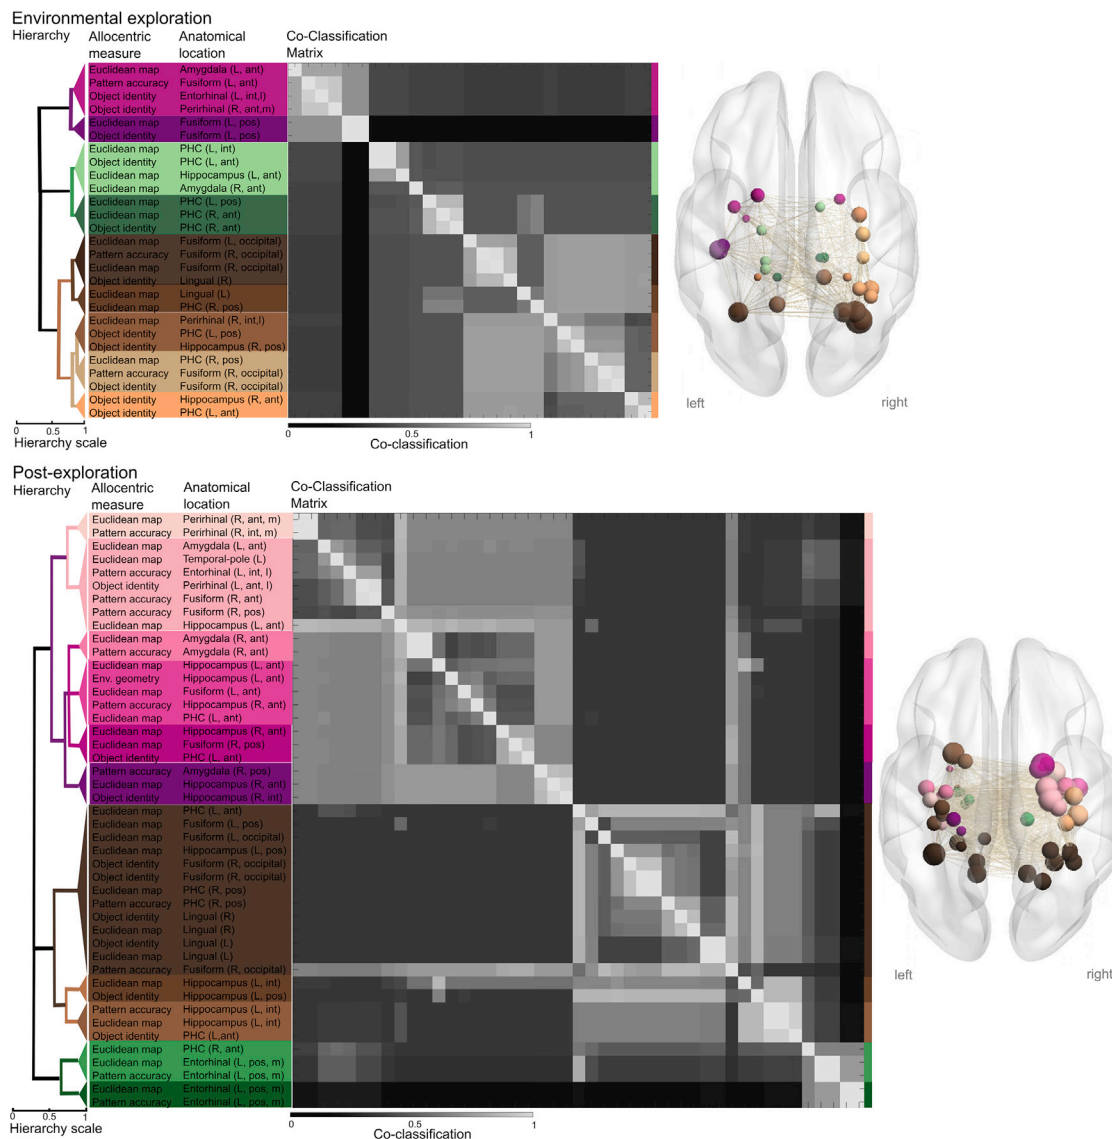 Environmental exploration
Hierarchy Allocentric measure Anatomical location Co-Classification Matrix
Euclidean map Amygdala (L, ant)
Pattern accuracy Fusiform (L, ant)
Object identity Entorhinal (L, int,l)
Object identity Perirhinal (R, ant,m)
Euclidean map Fusiform (L, pos)
Object identity Fusiform (L, pos)
Euclidean map PHC (L, int)
Object identity PHC (L, ant)
Euclidean map Hippocampus (L, ant)
Euclidean map Amygdala (R, ant)
Euclidean map PHC (L, pos)
Euclidean map PHC (R, ant)
Object identity PHC (R, ant)
Euclidean map Fusiform (L, occipital)
Pattern accuracy Fusiform (R, occipital)
Euclidean map Fusiform (R, occipital)
Object identity Lingual (R)
Euclidean map Lingual (L)
Euclidean map PHC (R, pos)
Euclidean map Perirhinal (R, int,l)
Object identity PHC (L, pos)
Object identity Hippocampus (R, pos)
Euclidean map PHC (R, pos)
Pattern accuracy Fusiform (R, occipital)
Object identity Fusiform (R, occipital)
Object identity Hippocampus (R, ant)
Object identity PHC (L, ant)
left right
0 0.5 1
Hierarchy scale
0 0.5 1
Co-classification
Post-exploration
Hierarchy Allocentric measure Anatomical location Co-Classification Matrix
Euclidean map Perirhinal (R, ant, m)
Pattern accuracy Perirhinal (R, int, m)
Euclidean map Amygdala (L, ant)
Euclidean map Temporal-pole (L)
Pattern accuracy Entorhinal (L, int, l)
Object identity Perirhinal (L, ant, l)
Pattern accuracy Fusiform (R, ant)
Pattern accuracy Fusiform (R, pos)
Euclidean map Hippocampus (L, ant)
Euclidean map Amygdala (R, ant)
Pattern accuracy Amygdala (R, ant)
Euclidean map Hippocampus (L, ant)
Env. geometry Hippocampus (L, ant)
Euclidean map Fusiform (L, ant)
Pattern accuracy Hippocampus (R, ant)
Euclidean map PHC (L, ant)
Euclidean map Hippocampus (R, ant)
Euclidean map Fusiform (R, pos)
Object identity PHC (L, ant)
Pattern accuracy Amygdala (R, pos)
Euclidean map Hippocampus (R, ant)
Object identity Hippocampus (R, int)
Euclidean map PHC (L, ant)
Euclidean map Fusiform (L, pos)
Euclidean map Fusiform (L, occipital)
Euclidean map Hippocampus (L, pos)
Object identity Fusiform (R, occipital)
Object identity Fusiform (R, occipital)
Euclidean map PHC (R, pos)
Pattern accuracy PHC (R, pos)
Object identity Lingual (R)
Euclidean map Lingual (R)
Object identity Lingual (L)
Euclidean map Lingual (L)
Pattern accuracy Fusiform (R, occipital)
Euclidean map Hippocampus (L, int)
Object identity Hippocampus (L, pos)
Pattern accuracy Hippocampus (L, int)
Euclidean map Hippocampus (L, int)
Object identity PHC (L,ant)
Euclidean map PHC (R, ant)
Euclidean map Entorhinal (L, pos, m)
Pattern accuracy Entorhinal (L, pos, m)
Euclidean map Entorhinal (L, pos, m)
Pattern accuracy Entorhinal (L, pos, m)
left right
0 0.5 1
Hierarchy scale
0 0.5 1
Co-classification